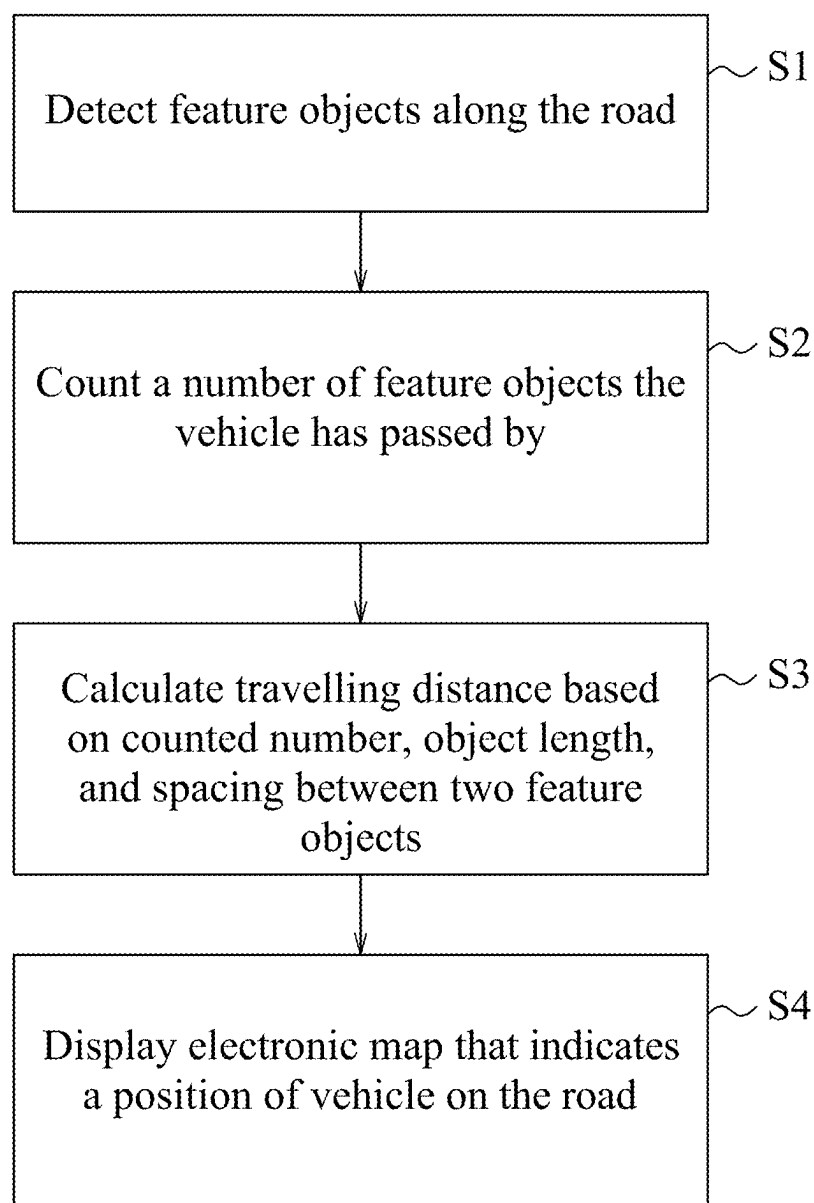 Detect feature objects along the road
S1
Count a number of feature objects the
vehicle has passed by
S2
Calculate travelling distance based
on counted number, object length,
and spacing between two feature
objects
S3
Display electronic map that indicates
a position of vehicle on the road
S4